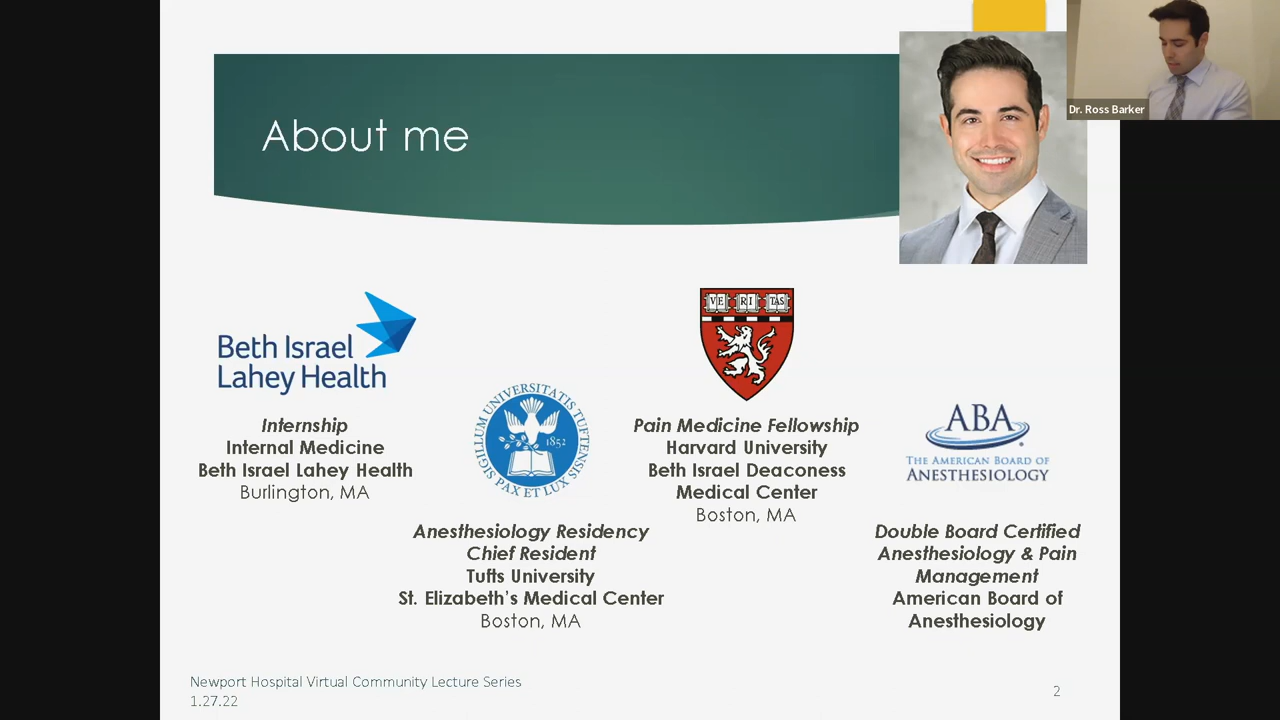 About me
Dr. Ross Barker
Beth Israel
Lahey Health
Internship
Internal Medicine
Beth Israel Lahey Health
Burlington, MA
SIGILLUM UNIVERSITATIS TUFTENSIS
1852
PAX ET LUX
Anesthesiology Residency
Chief Resident
Tufts University
St. Elizabeth's Medical Center
Boston, MA
VE RI TAS
Pain Medicine Fellowship
Harvard University
Beth Israel Deaconess
Medical Center
Boston, MA
ABA
THE AMERICAN BOARD OF
ANESTHESIOLOGY
Double Board Certified
Anesthesiology & Pain
Management
American Board of
Anesthesiology
Newport Hospital Virtual Community Lecture Series
1.27.22
2